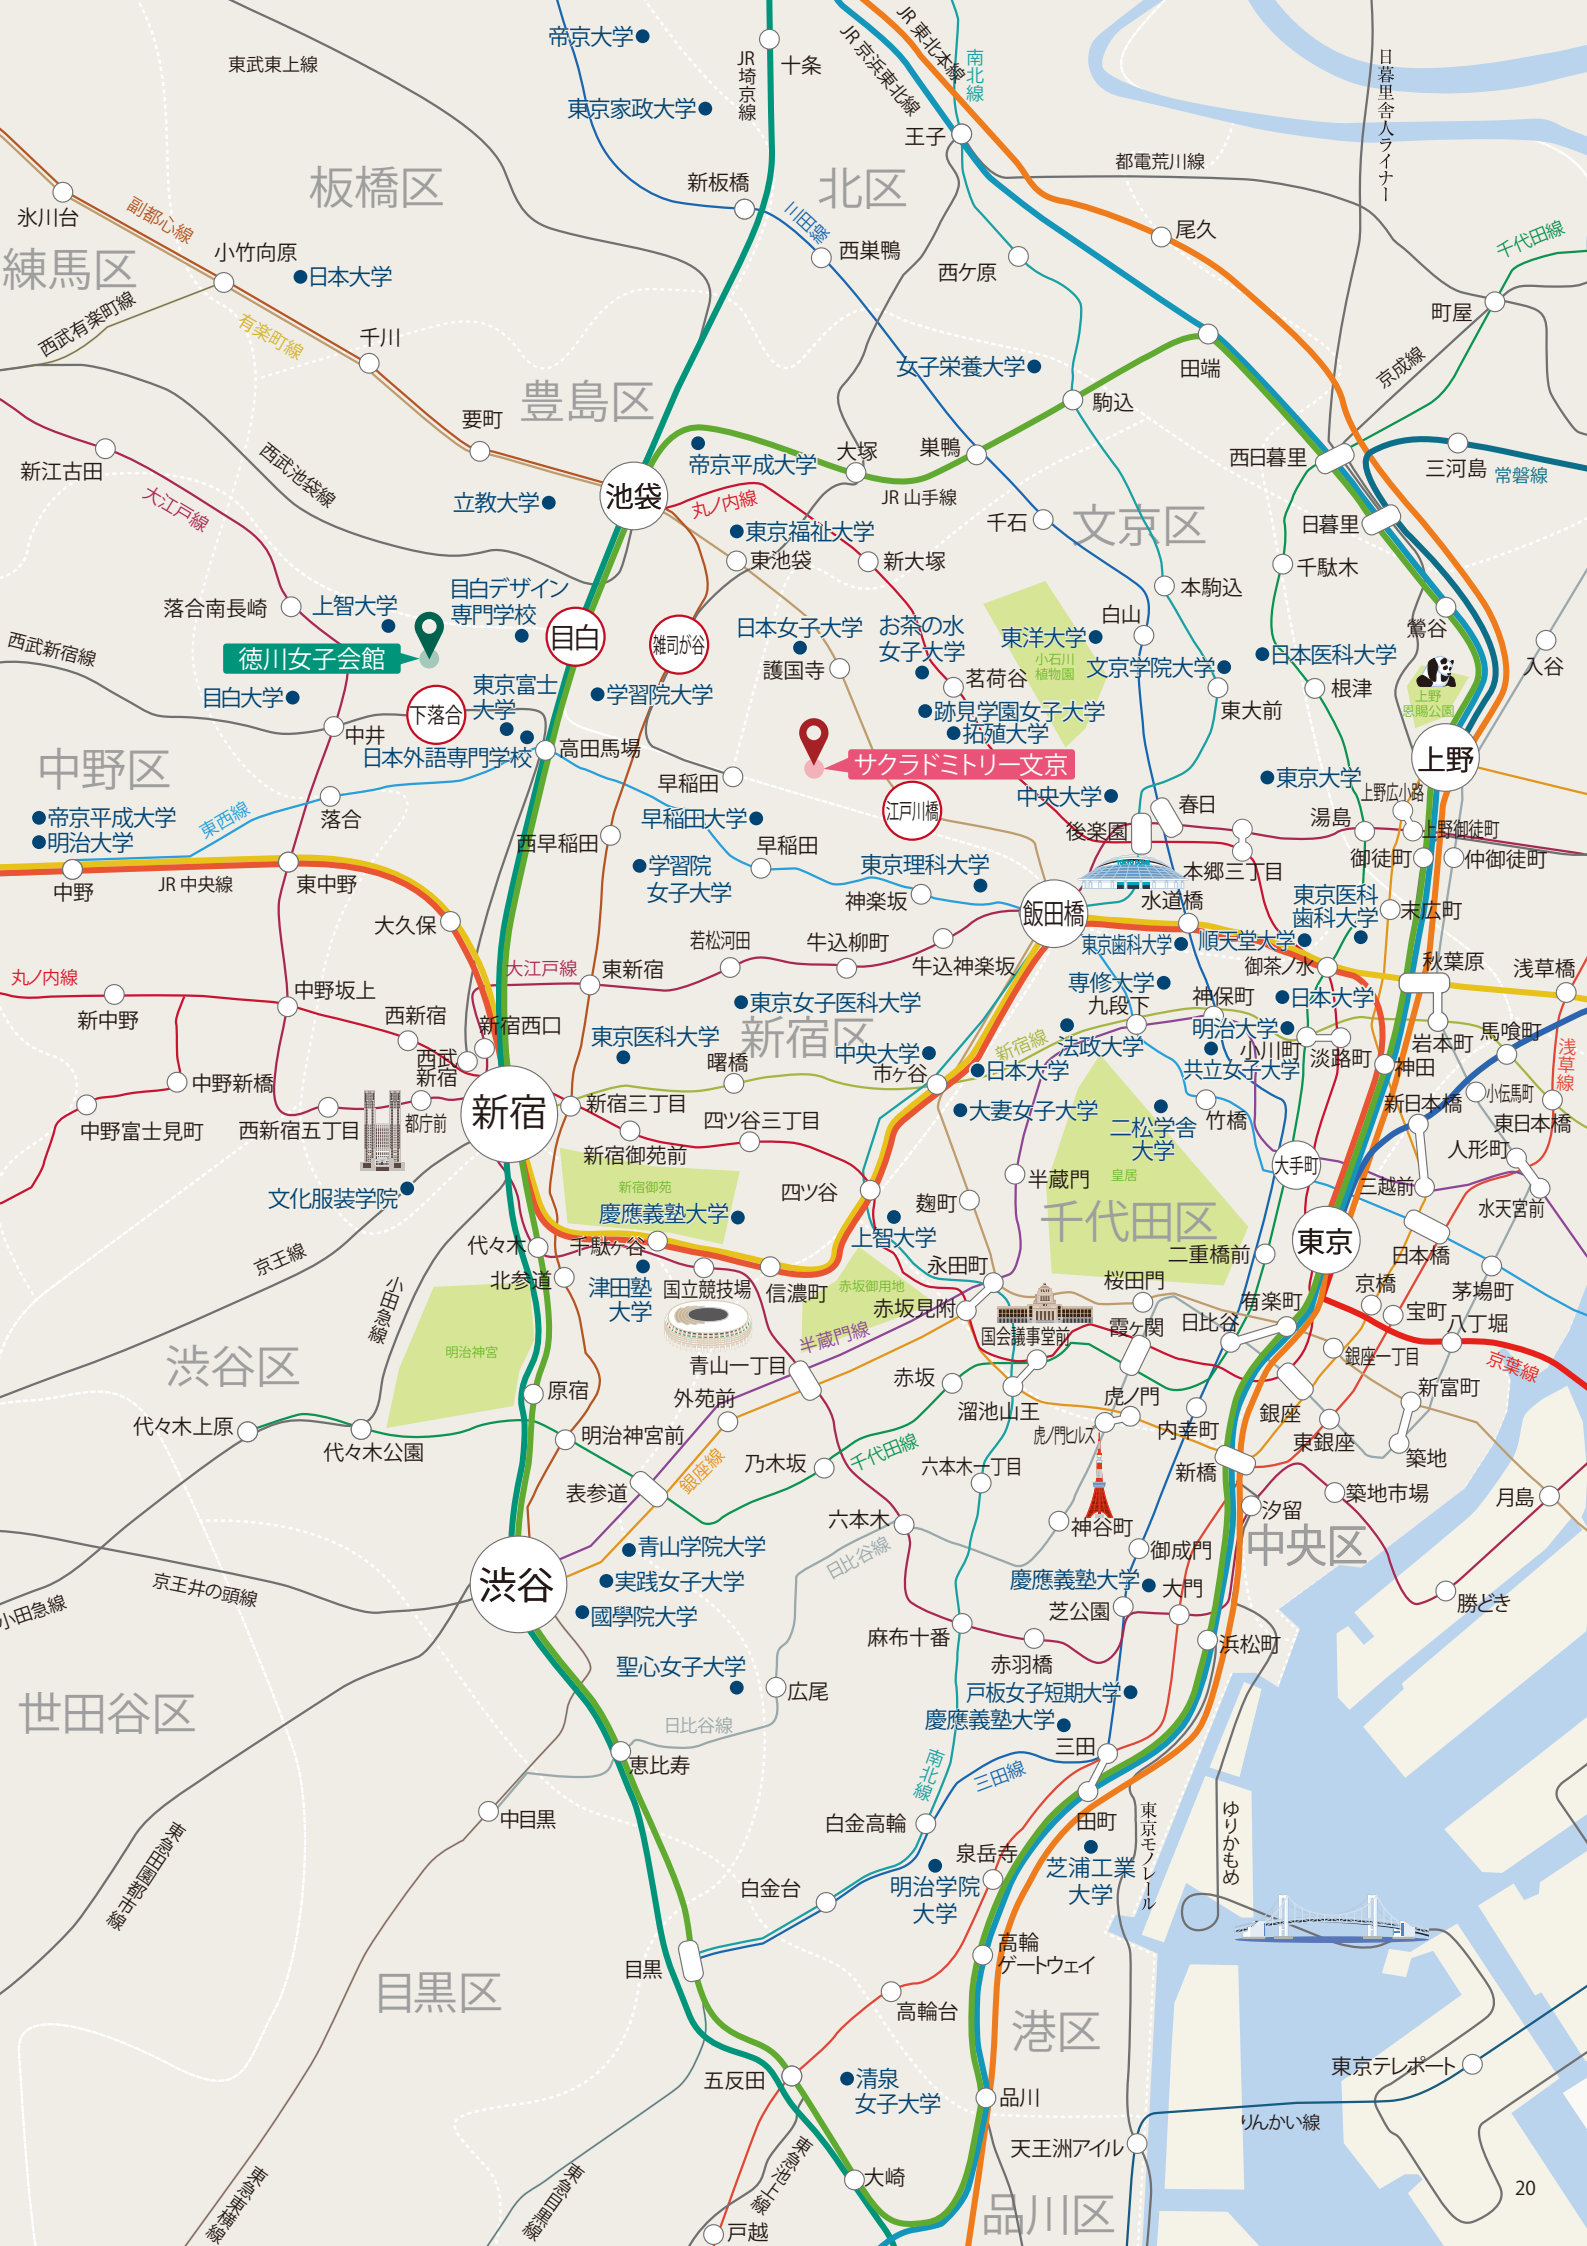 帝京大学
東武東上線
JR埼京線
十条
JR 東北本線
JR 京浜東北線
南北線
日暮里舎人ライナー
東京家政大学
王子
都電荒川線
板橋区
北区
新板橋
三田線
西巣鴨
西ケ原
尾久
千代田線
氷川台
副都心線
練馬区
小竹向原
日本大学
西武有楽町線
有楽町線
千川
町屋
京成線
田端
女子栄養大学
駒込
豊島区
要町
西武池袋線
新江古田
大江戸線
帝京平成大学
大塚
巣鴨
JR 山手線
西日暮里
三河島
常磐線
立教大学
池袋
丸ノ内線
東京福祉大学
東池袋
新大塚
千石
文京区
日暮里
千駄木
本駒込
落合南長崎
上智大学
目白デザイン
専門学校
目白
雑司が谷
日本女子大学
護国寺
お茶の水
女子大学
茗荷谷
白山
東洋大学
小石川
植物園
文京学院大学
日本医科大学
鶯谷
入谷
西武新宿線
徳川女子会館
目白大学
下落合
東京富士
大学
学習院大学
跡見学園女子大学
拓殖大学
東大前
根津
上野
恩賜公園
中井
日本外語専門学校
高田馬場
早稲田
サクラドミトリー文京
江戸川橋
上野
中野区
帝京平成大学
明治大学
東西線
落合
西早稲田
早稲田大学
早稲田
中央大学
後楽園
春日
東京大学
上野広小路
湯島
上野御徒町
御徒町
仲御徒町
中野
JR 中央線
東中野
大久保
学習院
女子大学
神楽坂
東京理科大学
飯田橋
本郷三丁目
水道橋
東京歯科大学
順天堂大学
東京医科
歯科大学
末広町
丸ノ内線
新中野
中野坂上
大江戸線
東新宿
若松河田
牛込柳町
牛込神楽坂
御茶ノ水
秋葉原
浅草橋
西新宿
新宿西口
西武
新宿
東京女子医科大学
新宿区
東京医科大学
曙橋
中央大学
市ヶ谷
新宿線
専修大学
九段下
法政大学
神保町
日本大学
明治大学
小川町
淡路町
共立女子大学
日本大学
岩本町
馬喰町
浅草線
中野新橋
中野富士見町
西新宿五丁目
都庁前
新宿
新宿三丁目
新宿御苑前
四ツ谷三丁目
大妻女子大学
二松学舎
大学
竹橋
神田
新日本橋
小伝馬町
東日本橋
人形町
三越前
水天宮前
大手町
文化服装学院
新宿御苑
慶應義塾大学
四ツ谷
麹町
半蔵門
皇居
千代田区
東京
日本橋
茅場町
京王線
小田急線
代々木
千駄ヶ谷
北参道
津田塾
大学
国立競技場
信濃町
赤坂御用地
上智大学
永田町
赤坂見附
桜田門
二重橋前
有楽町
京橋
宝町
八丁堀
京葉線
国会議事堂前
霞ケ関
日比谷
銀座一丁目
新富町
渋谷区
明治神宮
原宿
半蔵門線
青山一丁目
外苑前
赤坂
溜池山王
虎ノ門
虎ノ門ヒルズ
内幸町
銀座
東銀座
築地
代々木上原
代々木公園
明治神宮前
表参道
銀座線
乃木坂
千代田線
六本木一丁目
新橋
築地市場
月島
六本木
日比谷線
神谷町
御成門
汐留
中央区
渋谷
青山学院大学
実践女子大学
國學院大学
聖心女子大学
京王井の頭線
小田急線
慶應義塾大学
大門
芝公園
勝どき
麻布十番
赤羽橋
浜松町
世田谷区
広尾
日比谷線
恵比寿
中目黒
戸板女子短期大学
慶應義塾大学
三田
南北線
三田線
白金高輪
田町
東京モノレール
ゆりかもめ
東急田園都市線
泉岳寺
芝浦工業
大学
明治学院
大学
白金台
目黒
目黒区
高輪
ゲートウェイ
高輪台
港区
五反田
清泉
女子大学
品川
東京テレポート
りんかい線
天王洲アイル
大崎
戸越
品川区
東急東横線
東急目黒線
東急池上線
20